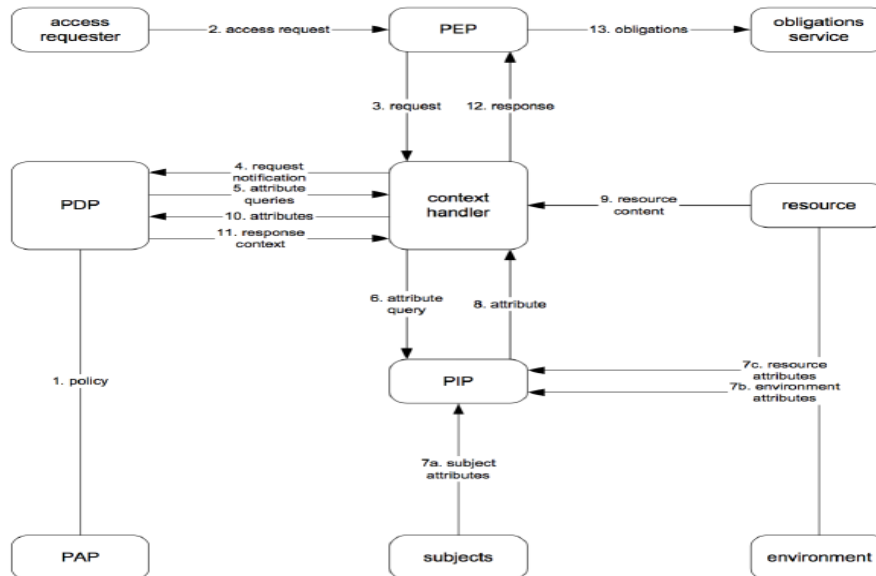 access
requester
2. access request
PEP
13. obligations
obligations
service
3. request
12. response
4. request
notification
5. attribute
queries
10. attributes
11. response
context
PDP
context
handler
9. resource
content
resource
6. attribute
query
8. attribute
1. policy
PIP
7c. resource
attributes
7b. environment
attributes
7a. subject
attributes
PAP
subjects
environment